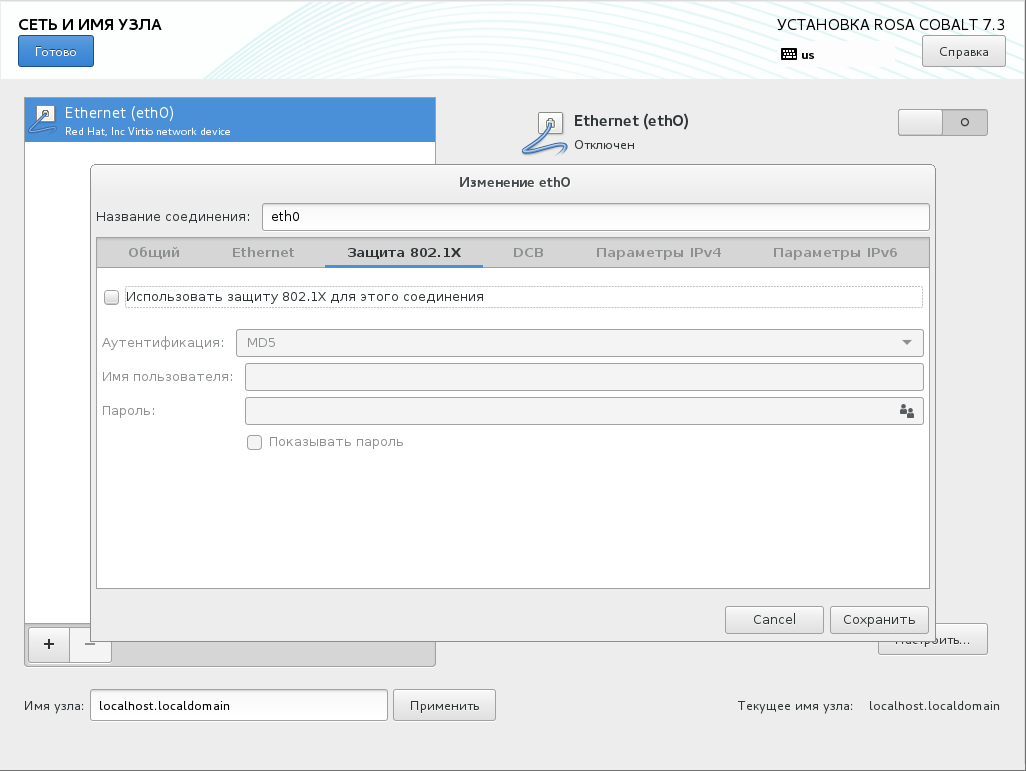 СЕТЬ И ИМЯ УЗЛА
УСТАНОВКА ROSA COBALT 7.3
Готово
us
Справка
Ethernet (eth0)
Red Hat, Inc Virtio network device
Ethernet (eth0)
Отключен
Изменение eth0
Название соединения: eth0
Общий Ethernet Защита 802.1X DCB Параметры IPv4 Параметры IPv6
Использовать защиту 802.1X для этого соединения
Аутентификация: MD5
Имя пользователя:
Пароль:
Показывать пароль
Cancel Сохранить
+ −
Настроить...
Имя узла: localhost.localdomain Применить Текущее имя узла: localhost.localdomain